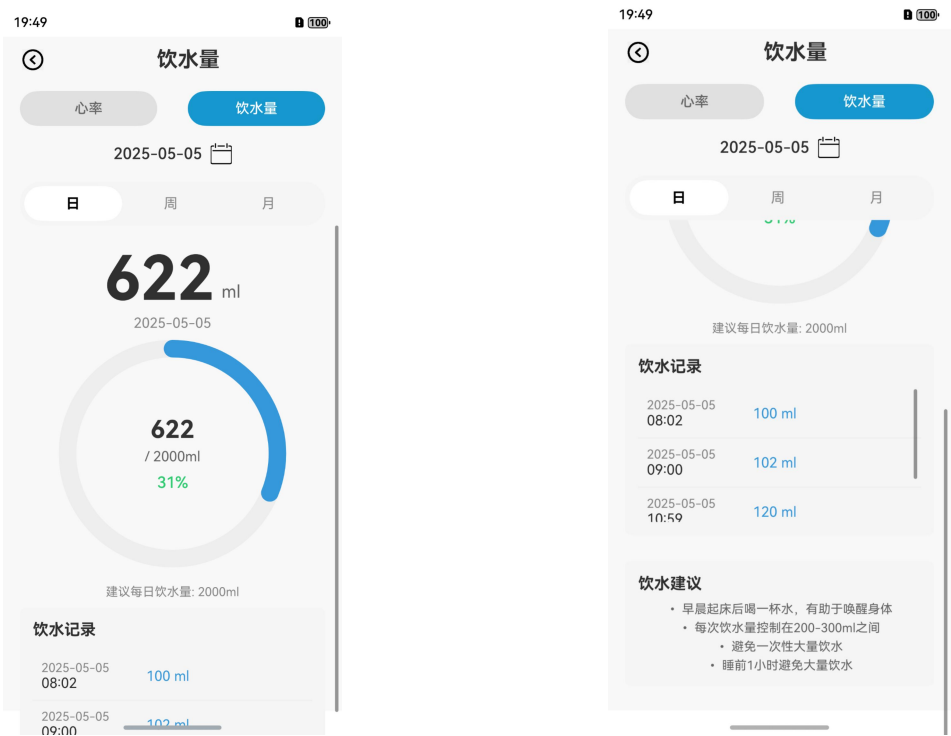 19:49
100
饮水量
心率
饮水量
2025-05-05
日
周
月
622 ml
2025-05-05
622
/ 2000ml
31%
建议每日饮水量: 2000ml
饮水记录
2025-05-05
08:02
100 ml
2025-05-05
09:00
102 ml
19:49
100
饮水量
心率
饮水量
2025-05-05
日
周
月
31%
建议每日饮水量: 2000ml
饮水记录
2025-05-05
08:02
100 ml
2025-05-05
09:00
102 ml
2025-05-05
10:59
120 ml
饮水建议
• 早晨起床后喝一杯水，有助于唤醒身体
• 每次饮水量控制在200-300ml之间
• 避免一次性大量饮水
• 睡前1小时避免大量饮水